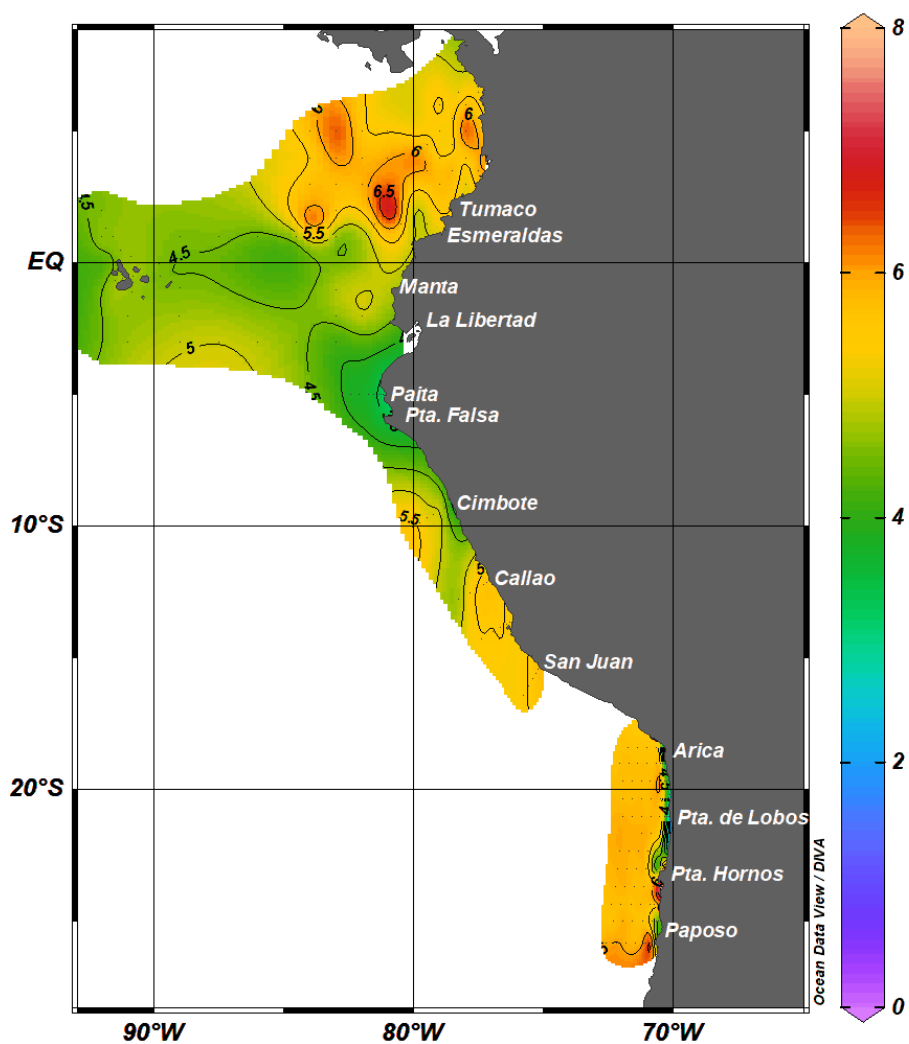 8
6
6
6.5
Tumaco
5.5
Esmeraldas
EQ
4.5
Manta
La Libertad
6
5
4.5
Paita
Pta. Falsa
Cimbote
5.5
10°S
5
Callao
4
San Juan
Arica
2
20°S
4
Pta. de Lobos
Pta. Hornos
6
Paposo
Ocean Data View / DIVA
0
90°W
80°W
70°W